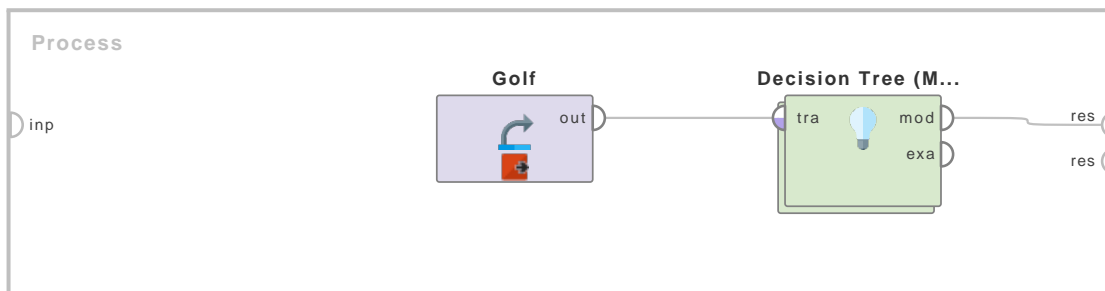 Process
Golf
Decision Tree (M...
inp
out
tra
mod
res
exa
res